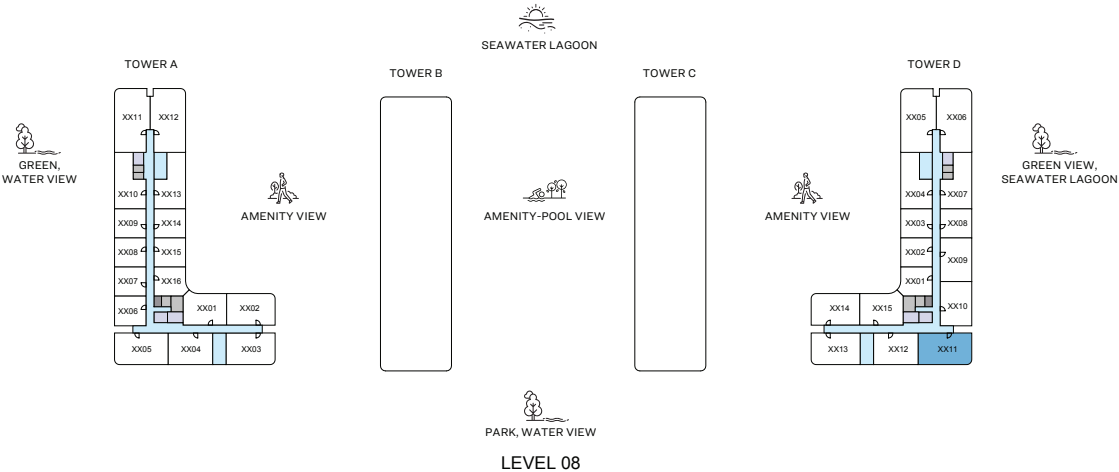 SEAWATER LAGOON
TOWER A
TOWER B
TOWER C
TOWER D
XX11
XX12
XX05
XX06
GREEN,
WATER VIEW
GREEN VIEW,
SEAWATER LAGOON
XX10
XX13
XX04
XX07
AMENITY VIEW
AMENITY-POOL VIEW
AMENITY VIEW
XX09
XX14
XX03
XX08
XX08
XX15
XX02
XX09
XX07
XX16
XX01
XX06
XX01
XX02
XX14
XX15
XX10
XX05
XX04
XX03
XX13
XX12
XX11
PARK, WATER VIEW
LEVEL 08